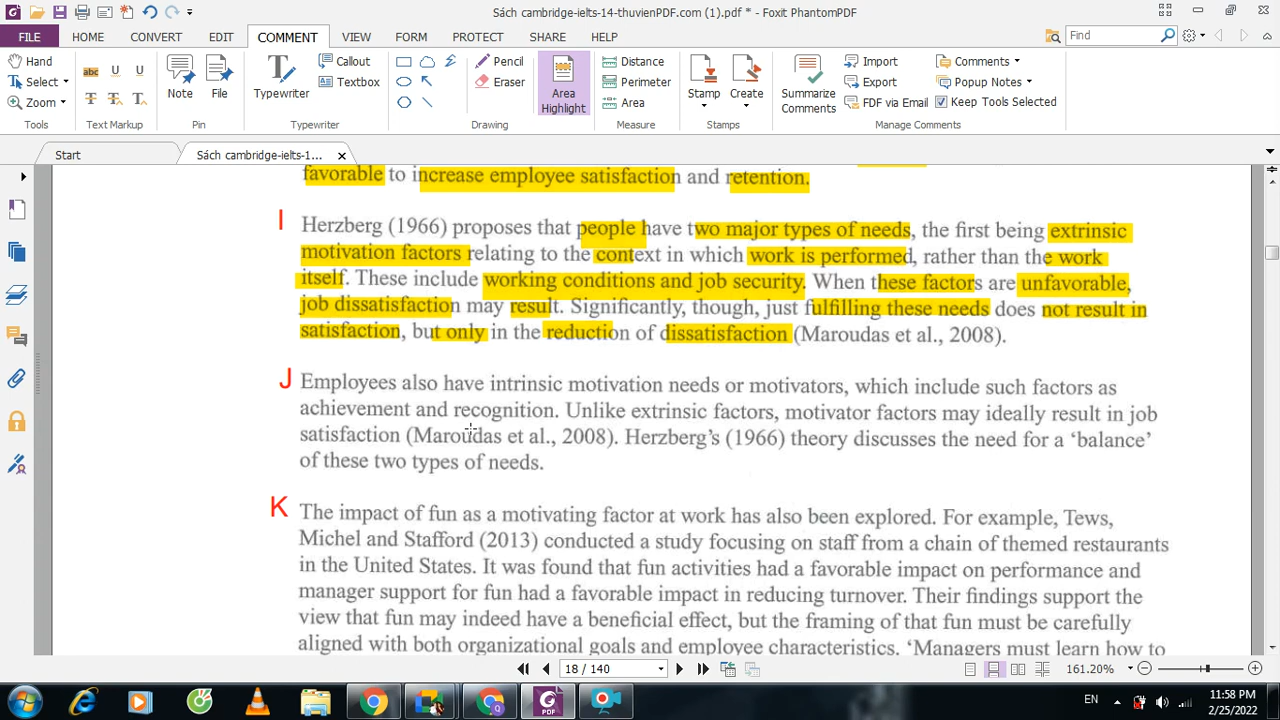 Sách cambridge-ielts-14-thuvienPDF.com (1).pdf * - Foxit PhantomPDF
FILE HOME CONVERT EDIT COMMENT VIEW FORM PROTECT SHARE HELP Find
Hand
Select
Zoom
Tools
abc U U
T T T
Text Markup
Note File
Pin
Typewriter
Callout
Textbox
Typewriter
Pencil
Eraser
Area Highlight
Drawing
Distance
Perimeter
Area
Measure
Stamp Create
Stamps
Summarize Comments
Import
Export
FDF via Email
Comments
Popup Notes
Keep Tools Selected
Manage Comments
Start Sách cambridge-ielts-1...
favorable to increase employee satisfaction and retention.
I Herzberg (1966) proposes that people have two major types of needs, the first being extrinsic
motivation factors relating to the context in which work is performed, rather than the work
itself. These include working conditions and job security. When these factors are unfavorable,
job dissatisfaction may result. Significantly, though, just fulfilling these needs does not result in
satisfaction, but only in the reduction of dissatisfaction (Maroudas et al., 2008).
J Employees also have intrinsic motivation needs or motivators, which include such factors as
achievement and recognition. Unlike extrinsic factors, motivator factors may ideally result in job
satisfaction (Maroudas et al., 2008). Herzberg's (1966) theory discusses the need for a 'balance'
of these two types of needs.
K The impact of fun as a motivating factor at work has also been explored. For example, Tews,
Michel and Stafford (2013) conducted a study focusing on staff from a chain of themed restaurants
in the United States. It was found that fun activities had a favorable impact on performance and
manager support for fun had a favorable impact in reducing turnover. Their findings support the
view that fun may indeed have a beneficial effect, but the framing of that fun must be carefully
aligned with both organizational goals and employee characteristics. 'Managers must learn how to
18 / 140 161.20%
EN 11:58 PM
2/25/2022